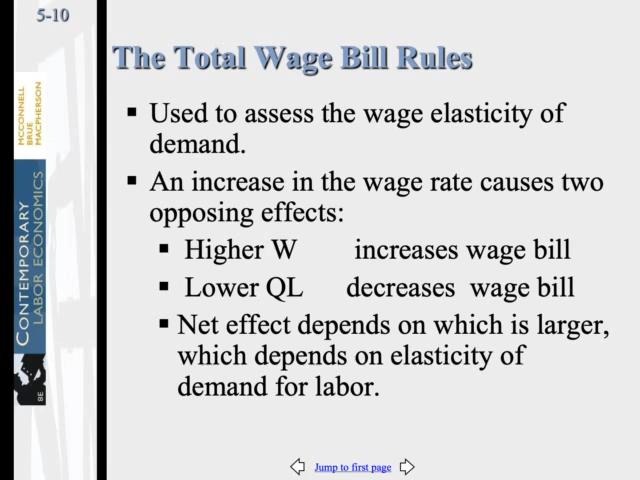 5-10
The Total Wage Bill Rules
▪ Used to assess the wage elasticity of
demand.
▪ An increase in the wage rate causes two
opposing effects:
▪ Higher W increases wage bill
▪ Lower QL decreases wage bill
▪ Net effect depends on which is larger,
which depends on elasticity of
demand for labor.
MCCONNELL
BRUE
MACPHERSON
CONTEMPORARY
LABOR ECONOMICS
8E
Jump to first page